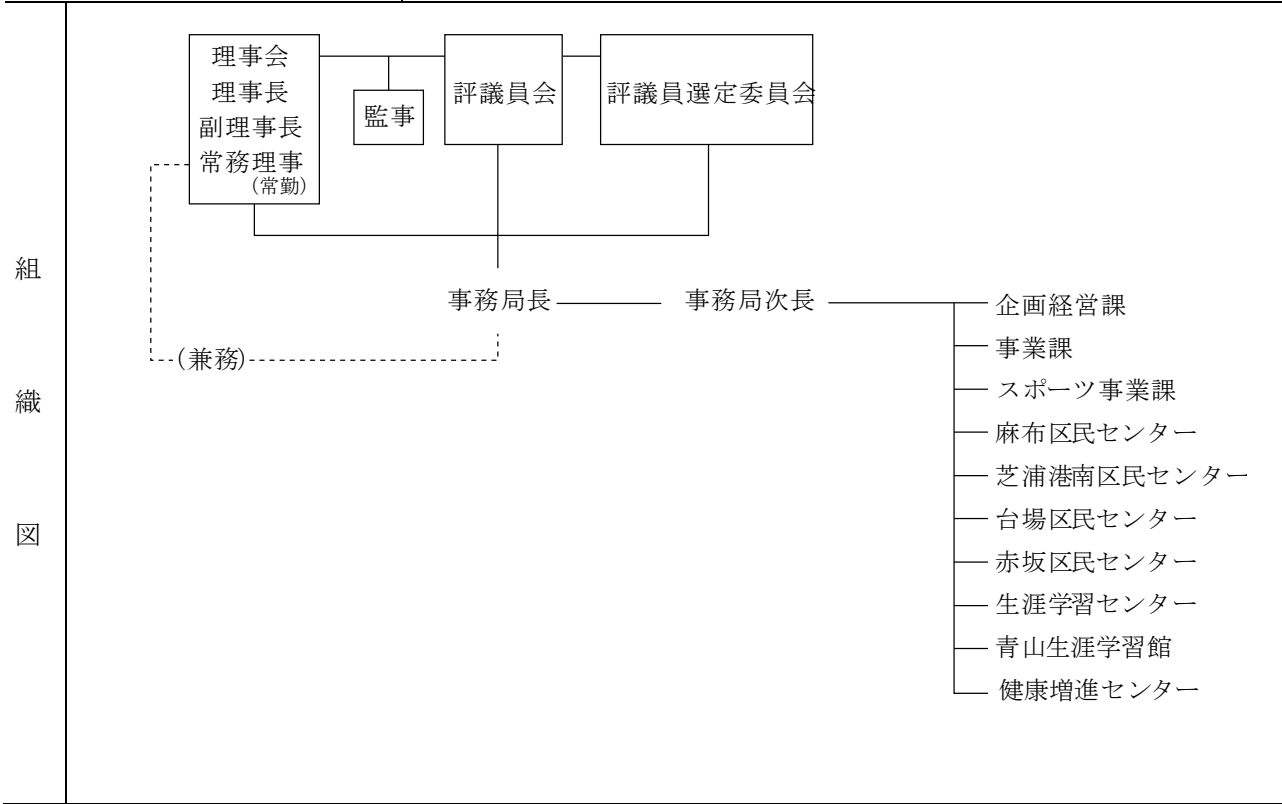 組織図
理事会
理事長
副理事長
常務理事
(常勤)
監事
評議員会
評議員選定委員会
事務局長
事務局次長
(兼務)
企画経営課
事業課
スポーツ事業課
麻布区民センター
芝浦港南区民センター
台場区民センター
赤坂区民センター
生涯学習センター
青山生涯学習館
健康増進センター